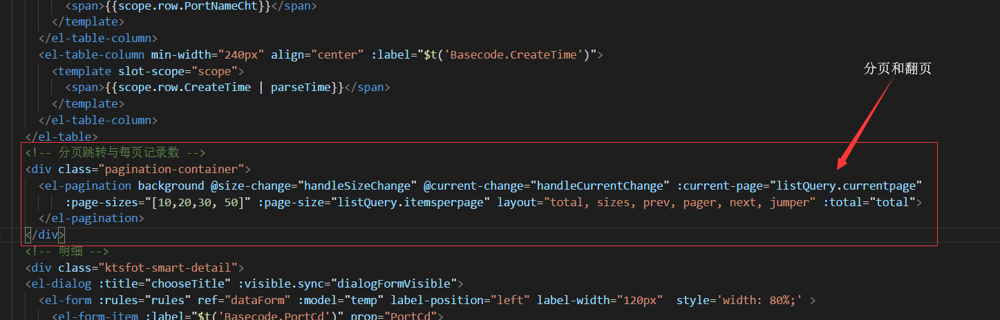 <span>{{scope.row.PortNameCht}}</span>
</template>
</el-table-column>
<el-table-column min-width="240px" align="center" :label="$t('Basecode.CreateTime')">
<template slot-scope="scope">
分页和翻页
<span>{{scope.row.CreateTime | parseTime}}</span>
</template>
</el-table-column>
</el-table>
<!-- 分页跳转与每页记录数 -->
<div class="pagination-container">
<el-pagination background @size-change="handleSizeChange" @current-change="handleCurrentChange" :current-page="listQuery.currentpage"
:page-sizes="[10,20,30, 50]" :page-size="listQuery.itemsperpage" layout="total, sizes, prev, pager, next, jumper" :total="total">
</el-pagination>
</div>
<!-- 明细 -->
<div class="ktsfot-smart-detail">
<el-dialog :title="chooseTitle" :visible.sync="dialogFormVisible">
<el-form :rules="rules" ref="dataForm" :model="temp" label-position="left" label-width="120px"  style='width: 80%;' >
<el-form-item :label="$t('Basecode.PortCd')" prop="PortCd">